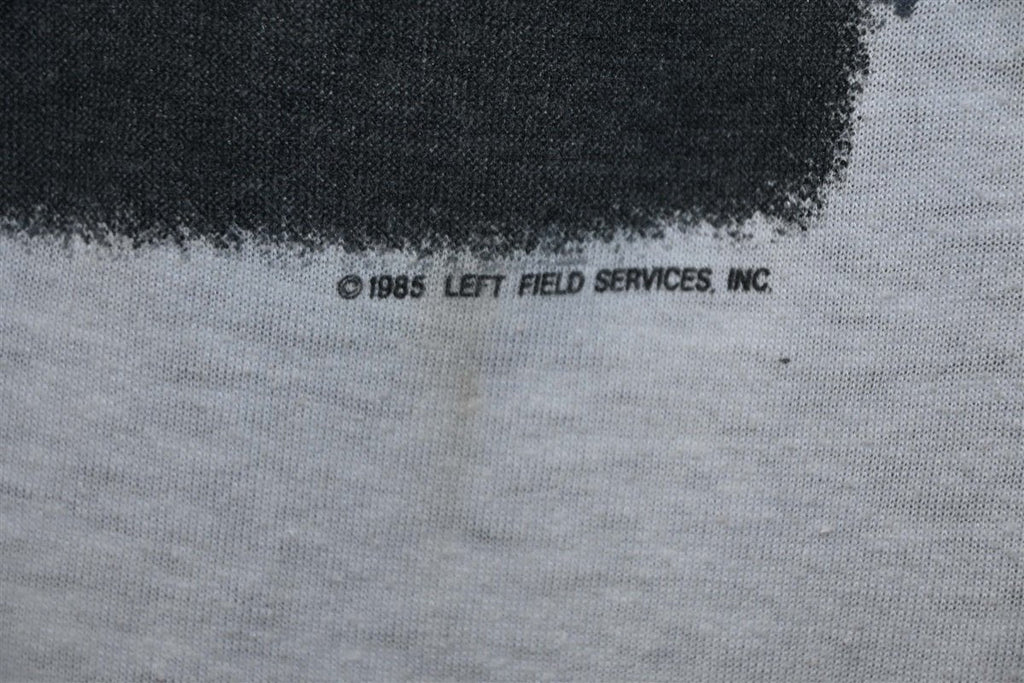 ©1985 LEFT FIELD SERVICES, INC.